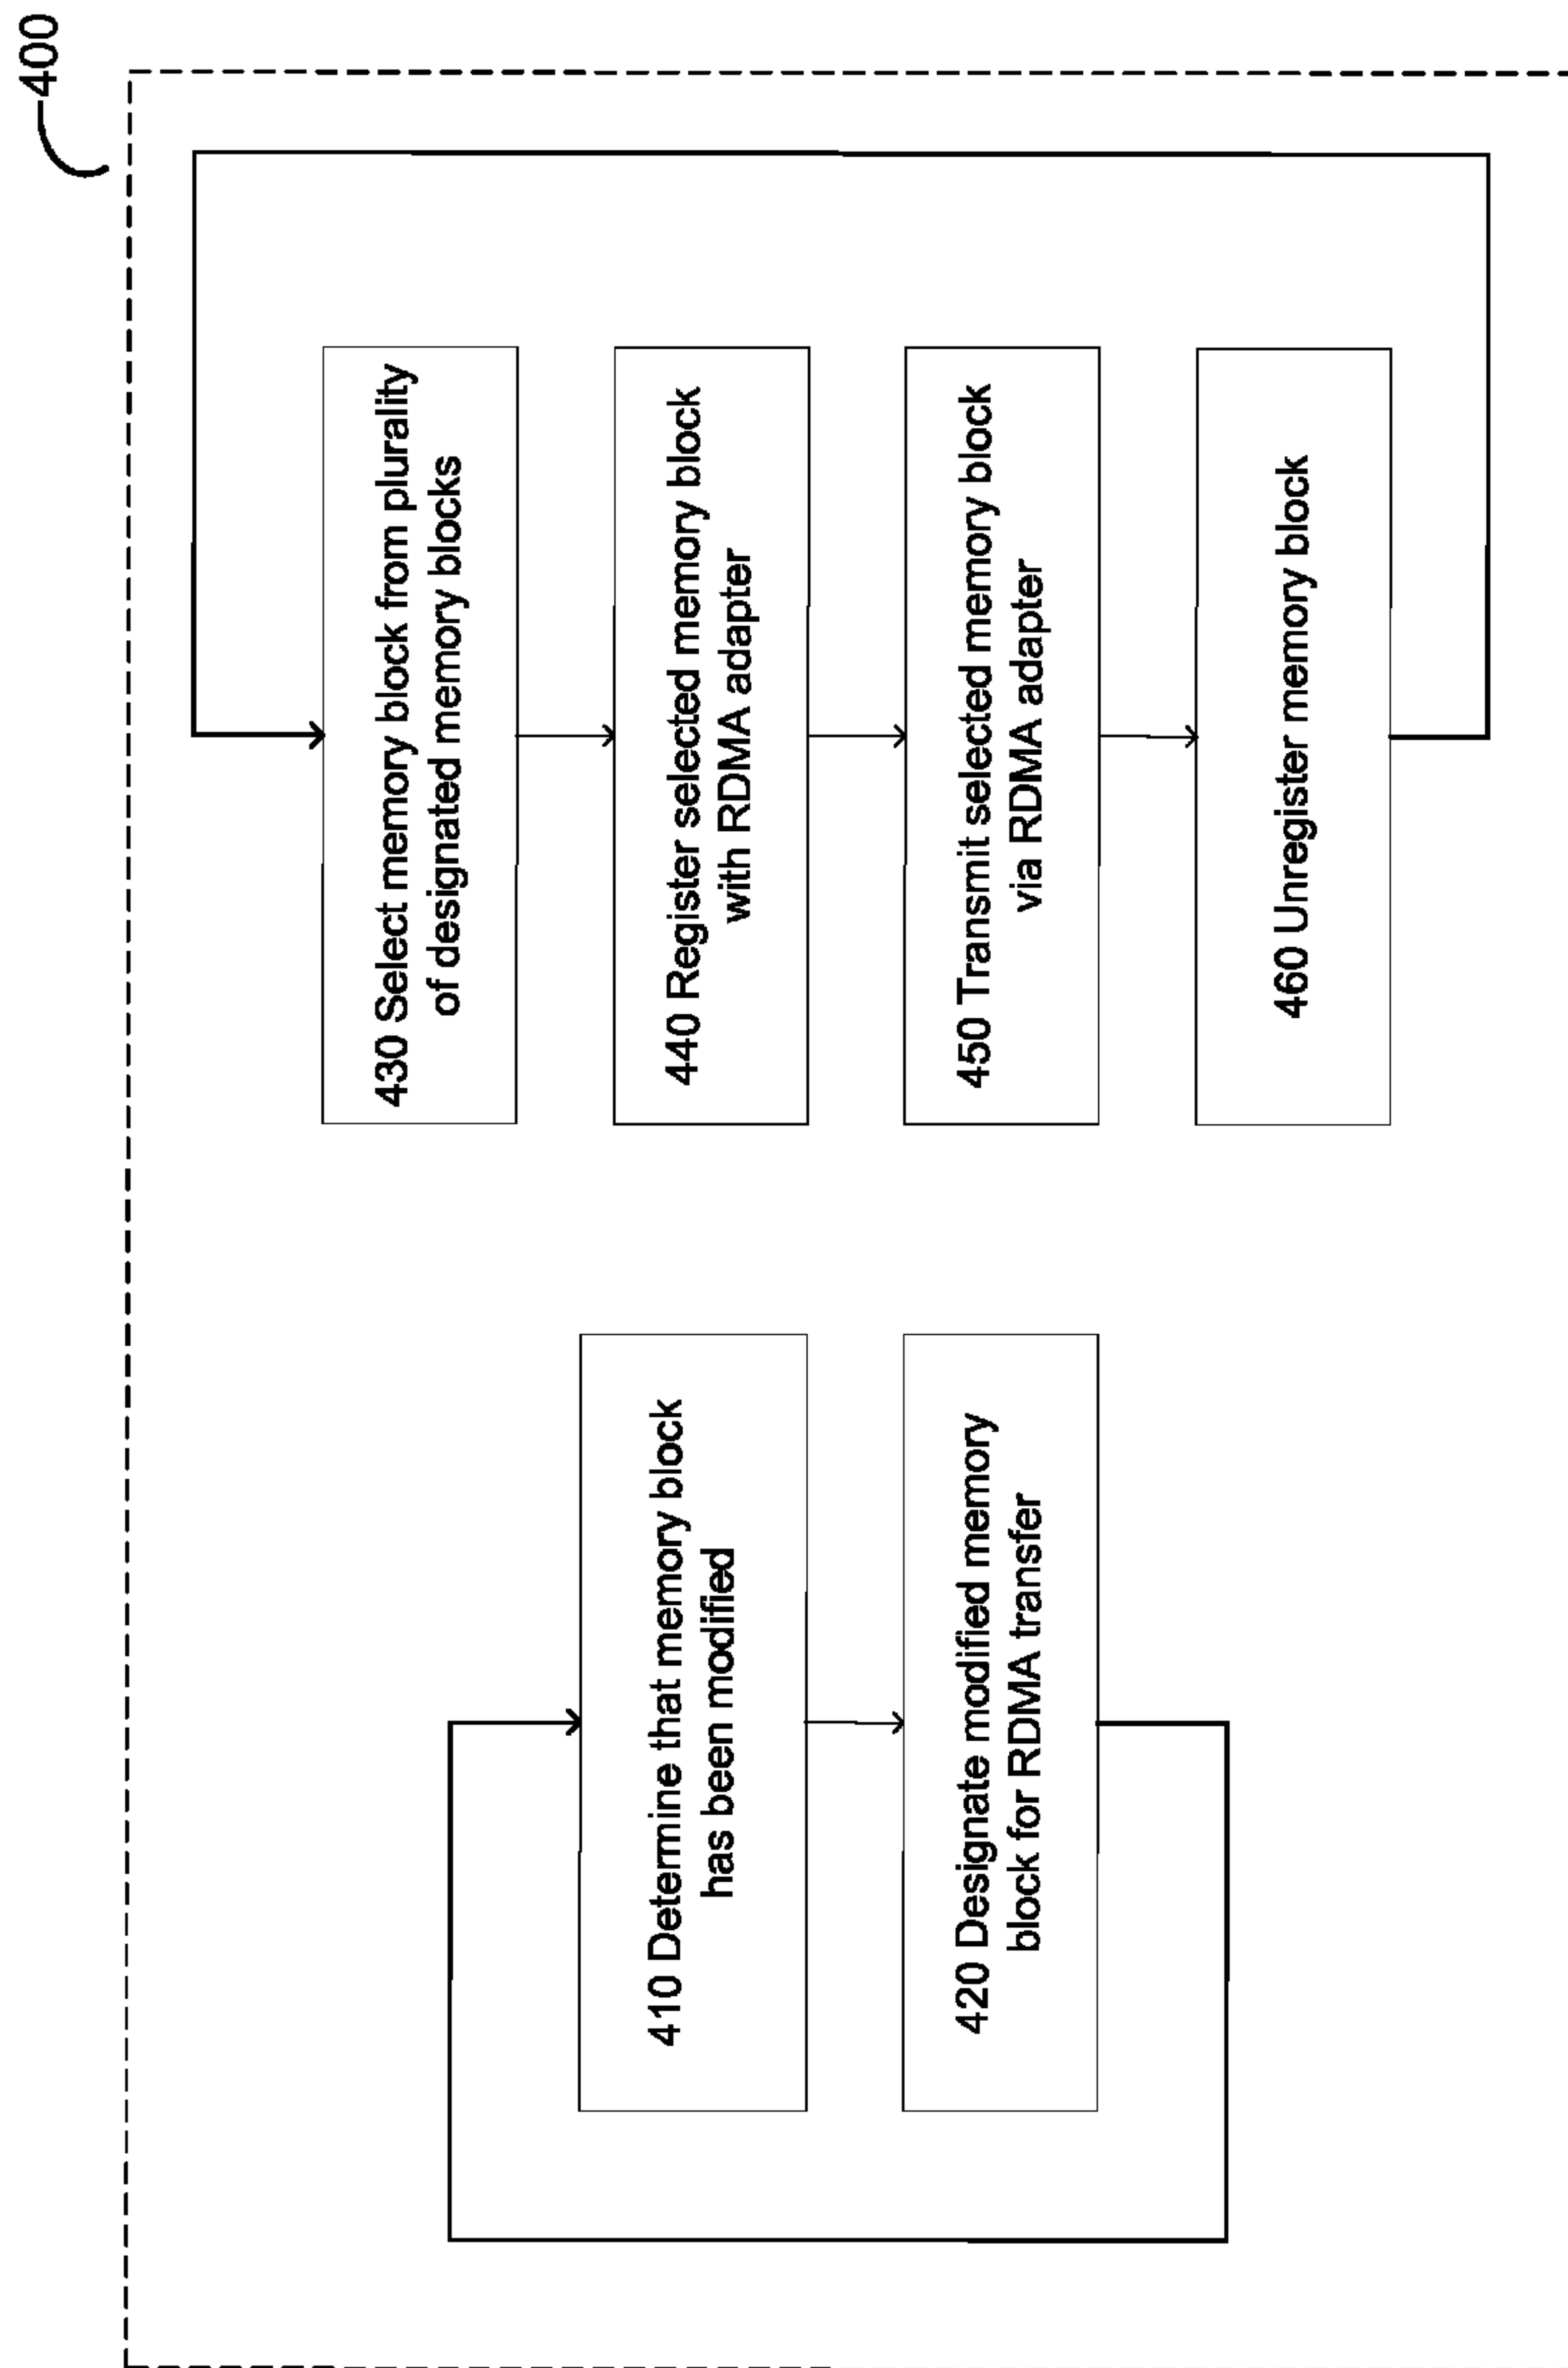 400
410 Determine that memory block
has been modified
420 Designate modified memory
block for RDMA transfer
430 Select memory block from plurality
of designated memory blocks
440 Register selected memory block
with RDMA adapter
450 Transmit selected memory block
via RDMA adapter
460 Unregister memory block